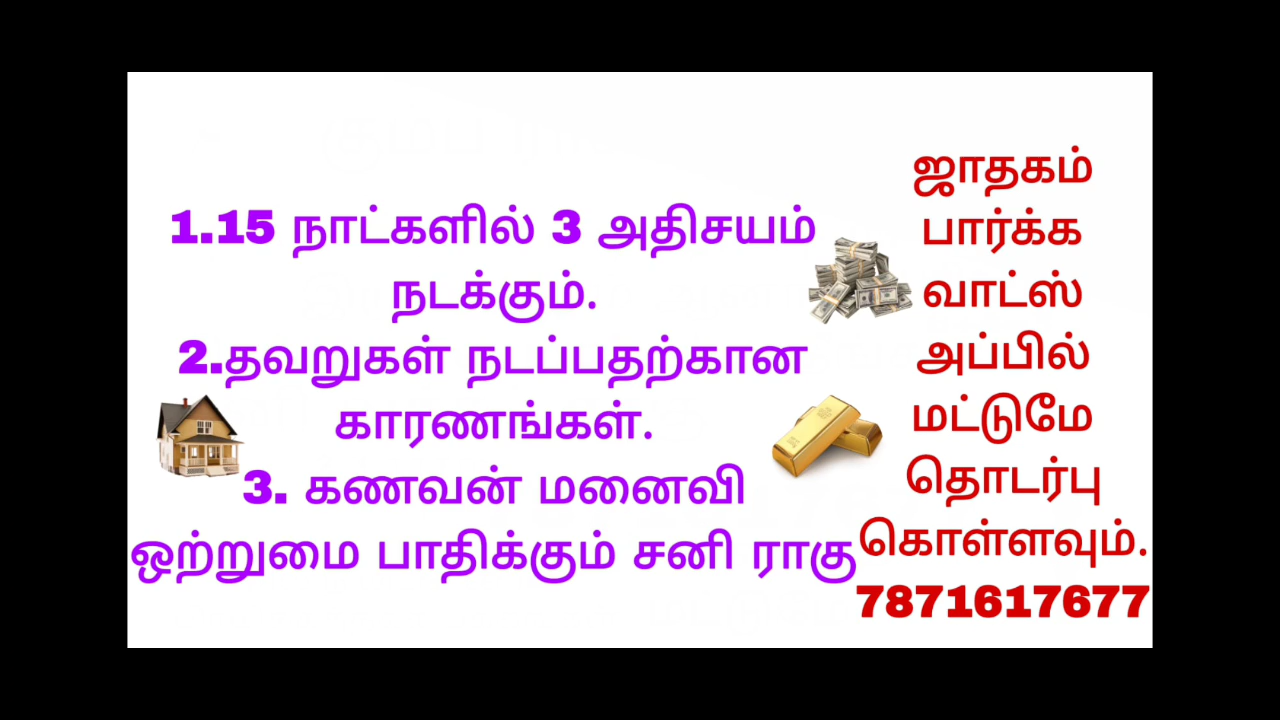 1.15 நாட்களில் 3 அதிசயம்
நடக்கும்.
2.தவறுகள் நடப்பதற்கான
காரணங்கள்.
3. கணவன் மனைவி
ஒற்றுமை பாதிக்கும் சனி ராகு
ஜாதகம்
பார்க்க
வாட்ஸ்
அப்பில்
மட்டுமே
தொடர்பு
கொள்ளவும்.
7871617677